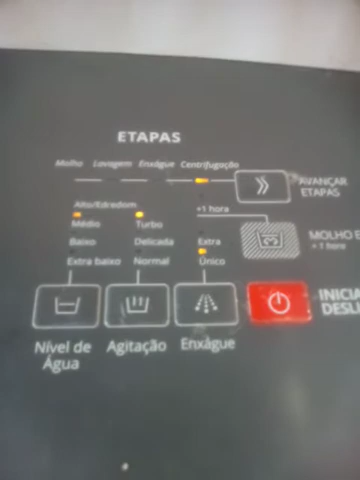 ETAPAS
Molho Lavagem Enxágue Centrifugação
AVANÇAR
ETAPAS
Alto/Edredom
+1 hora
Médio Turbo
MOLHO E
+1 hora
Baixo Delicada Extra
Extra baixo Normal Único
INICIA
DESLI
Nível de
Água
Agitação
Enxágue